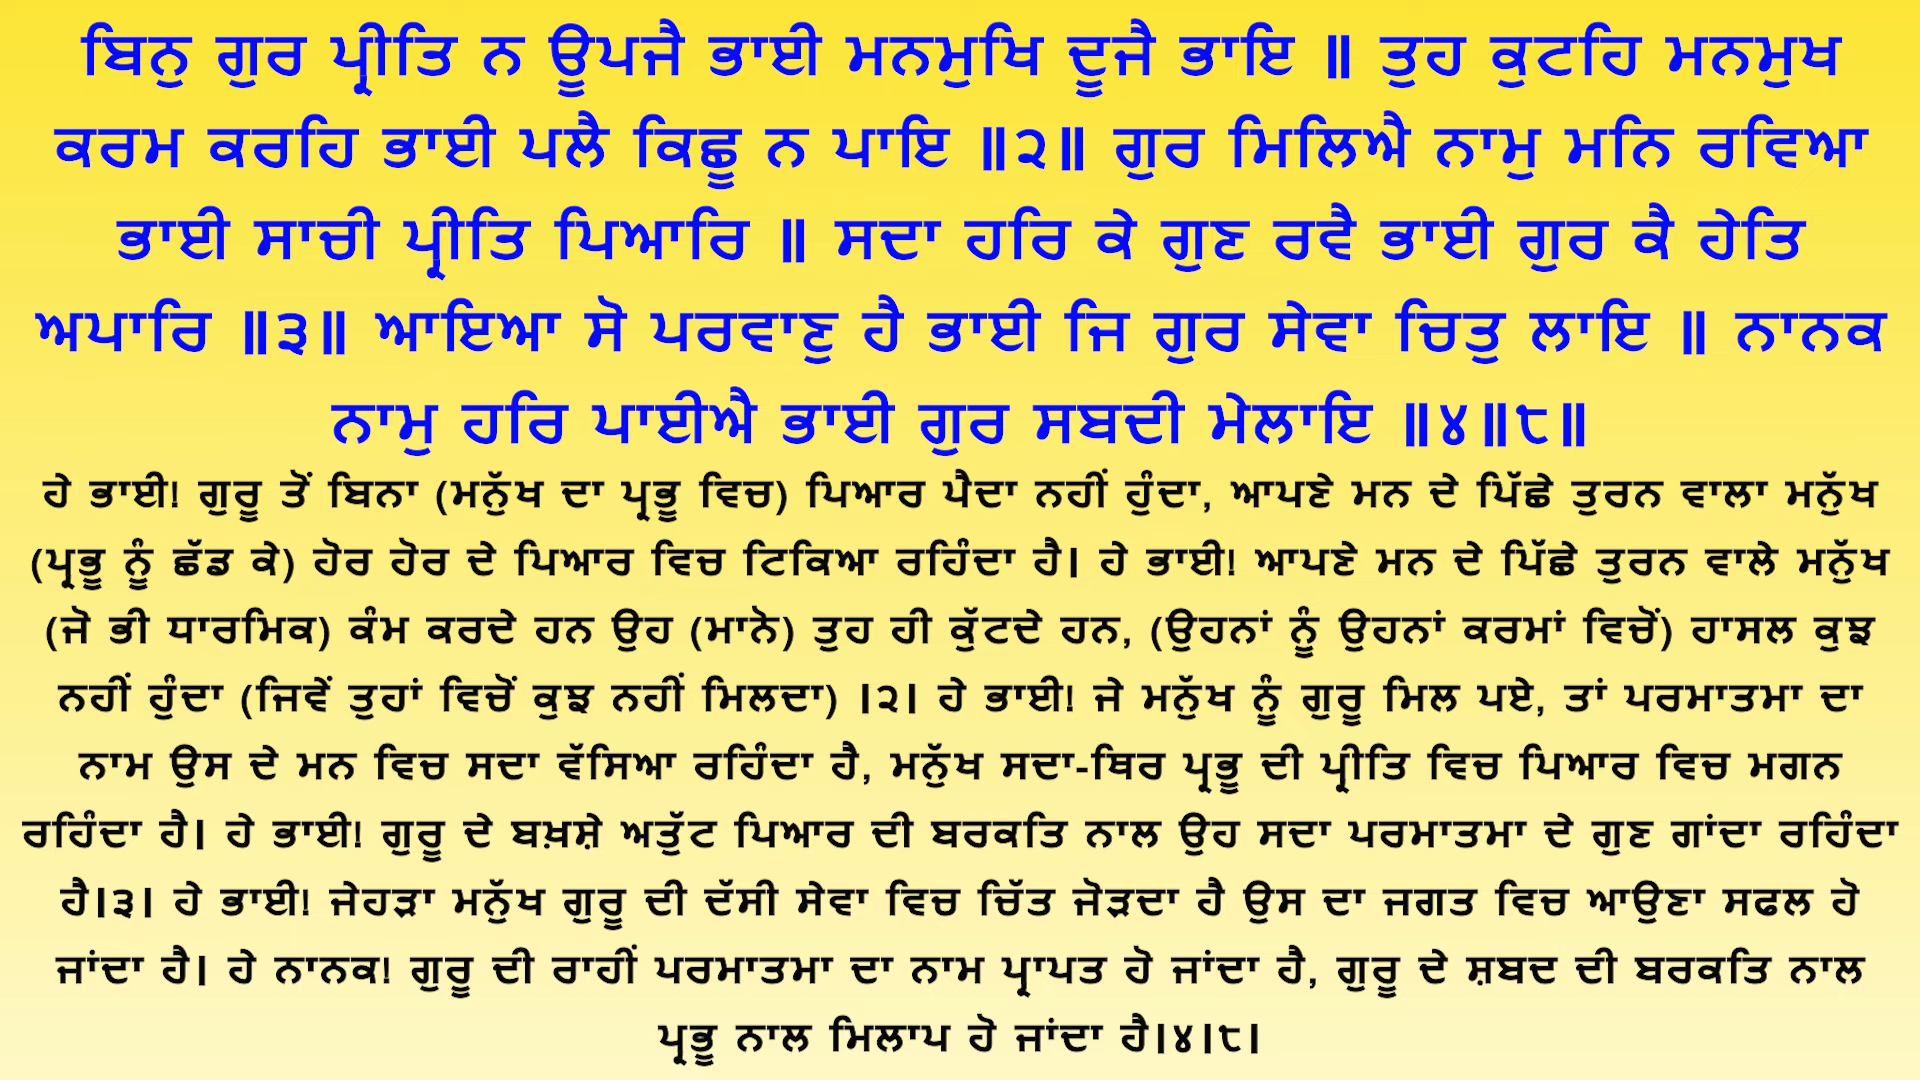 ਬਿਨੁ ਗੁਰ ਪ੍ਰੀਤਿ ਨ ਊਪਜੈ ਭਾਈ ਮਨਮੁਖਿ ਦੂਜੈ ਭਾਇ ॥ ਤੁਹ ਕੁਟਹਿ ਮਨਮੁਖ
ਕਰਮ ਕਰਹਿ ਭਾਈ ਪਲੈ ਕਿਛੂ ਨ ਪਾਇ ॥੨॥ ਗੁਰ ਮਿਲਿਐ ਨਾਮੁ ਮਨਿ ਰਵਿਆ
ਭਾਈ ਸਾਚੀ ਪ੍ਰੀਤਿ ਪਿਆਰਿ ॥ ਸਦਾ ਹਰਿ ਕੇ ਗੁਣ ਰਵੈ ਭਾਈ ਗੁਰ ਕੈ ਹੇਤਿ
ਅਪਾਰਿ ॥੩॥ ਆਇਆ ਸੋ ਪਰਵਾਣੁ ਹੈ ਭਾਈ ਜਿ ਗੁਰ ਸੇਵਾ ਚਿਤੁ ਲਾਇ ॥ ਨਾਨਕ
ਨਾਮੁ ਹਰਿ ਪਾਈਐ ਭਾਈ ਗੁਰ ਸਬਦੀ ਮੇਲਾਇ ॥੪॥੮॥
ਹੇ ਭਾਈ! ਗੁਰੂ ਤੋਂ ਬਿਨਾ (ਮਨੁੱਖ ਦਾ ਪ੍ਰਭੂ ਵਿਚ) ਪਿਆਰ ਪੈਦਾ ਨਹੀਂ ਹੁੰਦਾ, ਆਪਣੇ ਮਨ ਦੇ ਪਿੱਛੇ ਤੁਰਨ ਵਾਲਾ ਮਨੁੱਖ
(ਪ੍ਰਭੂ ਨੂੰ ਛੱਡ ਕੇ) ਹੋਰ ਹੋਰ ਦੇ ਪਿਆਰ ਵਿਚ ਟਿਕਿਆ ਰਹਿੰਦਾ ਹੈ। ਹੇ ਭਾਈ! ਆਪਣੇ ਮਨ ਦੇ ਪਿੱਛੇ ਤੁਰਨ ਵਾਲੇ ਮਨੁੱਖ
(ਜੋ ਭੀ ਧਾਰਮਿਕ) ਕੰਮ ਕਰਦੇ ਹਨ ਉਹ (ਮਾਨੋ) ਤੁਹ ਹੀ ਕੁੱਟਦੇ ਹਨ, (ਉਹਨਾਂ ਨੂੰ ਉਹਨਾਂ ਕਰਮਾਂ ਵਿਚੋਂ) ਹਾਸਲ ਕੁਝ
ਨਹੀਂ ਹੁੰਦਾ (ਜਿਵੇਂ ਤੁਹਾਂ ਵਿਚੋਂ ਕੁਝ ਨਹੀਂ ਮਿਲਦਾ) ।੨। ਹੇ ਭਾਈ! ਜੇ ਮਨੁੱਖ ਨੂੰ ਗੁਰੂ ਮਿਲ ਪਏ, ਤਾਂ ਪਰਮਾਤਮਾ ਦਾ
ਨਾਮ ਉਸ ਦੇ ਮਨ ਵਿਚ ਸਦਾ ਵੱਸਿਆ ਰਹਿੰਦਾ ਹੈ, ਮਨੁੱਖ ਸਦਾ-ਥਿਰ ਪ੍ਰਭੂ ਦੀ ਪ੍ਰੀਤਿ ਵਿਚ ਪਿਆਰ ਵਿਚ ਮਗਨ
ਰਹਿੰਦਾ ਹੈ। ਹੇ ਭਾਈ! ਗੁਰੂ ਦੇ ਬਖ਼ਸ਼ੇ ਅਤੁੱਟ ਪਿਆਰ ਦੀ ਬਰਕਤਿ ਨਾਲ ਉਹ ਸਦਾ ਪਰਮਾਤਮਾ ਦੇ ਗੁਣ ਗਾਂਦਾ ਰਹਿੰਦਾ
ਹੈ।੩। ਹੇ ਭਾਈ! ਜੇਹੜਾ ਮਨੁੱਖ ਗੁਰੂ ਦੀ ਦੱਸੀ ਸੇਵਾ ਵਿਚ ਚਿੱਤ ਜੋੜਦਾ ਹੈ ਉਸ ਦਾ ਜਗਤ ਵਿਚ ਆਉਣਾ ਸਫਲ ਹੋ
ਜਾਂਦਾ ਹੈ। ਹੇ ਨਾਨਕ! ਗੁਰੂ ਦੀ ਰਾਹੀਂ ਪਰਮਾਤਮਾ ਦਾ ਨਾਮ ਪ੍ਰਾਪਤ ਹੋ ਜਾਂਦਾ ਹੈ, ਗੁਰੂ ਦੇ ਸ਼ਬਦ ਦੀ ਬਰਕਤਿ ਨਾਲ
ਪ੍ਰਭੂ ਨਾਲ ਮਿਲਾਪ ਹੋ ਜਾਂਦਾ ਹੈ।੪।੮।